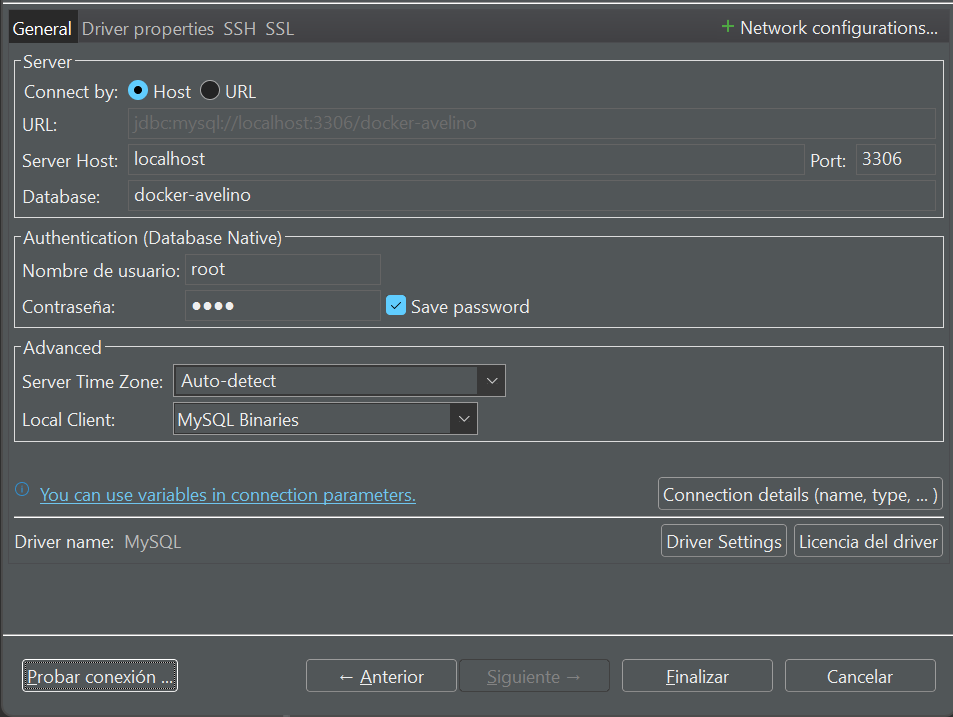 General Driver properties SSH SSL + Network configurations...
Server
Connect by: Host URL
URL: jdbc:mysql://localhost:3306/docker-avelino
Server Host: localhost Port: 3306
Database: docker-avelino
Authentication (Database Native)
Nombre de usuario: root
Contraseña: •••• Save password
Advanced
Server Time Zone: Auto-detect
Local Client: MySQL Binaries
You can use variables in connection parameters. Connection details (name, type, ... )
Driver name: MySQL Driver Settings Licencia del driver
Probar conexión ... ← Anterior Siguiente → Finalizar Cancelar